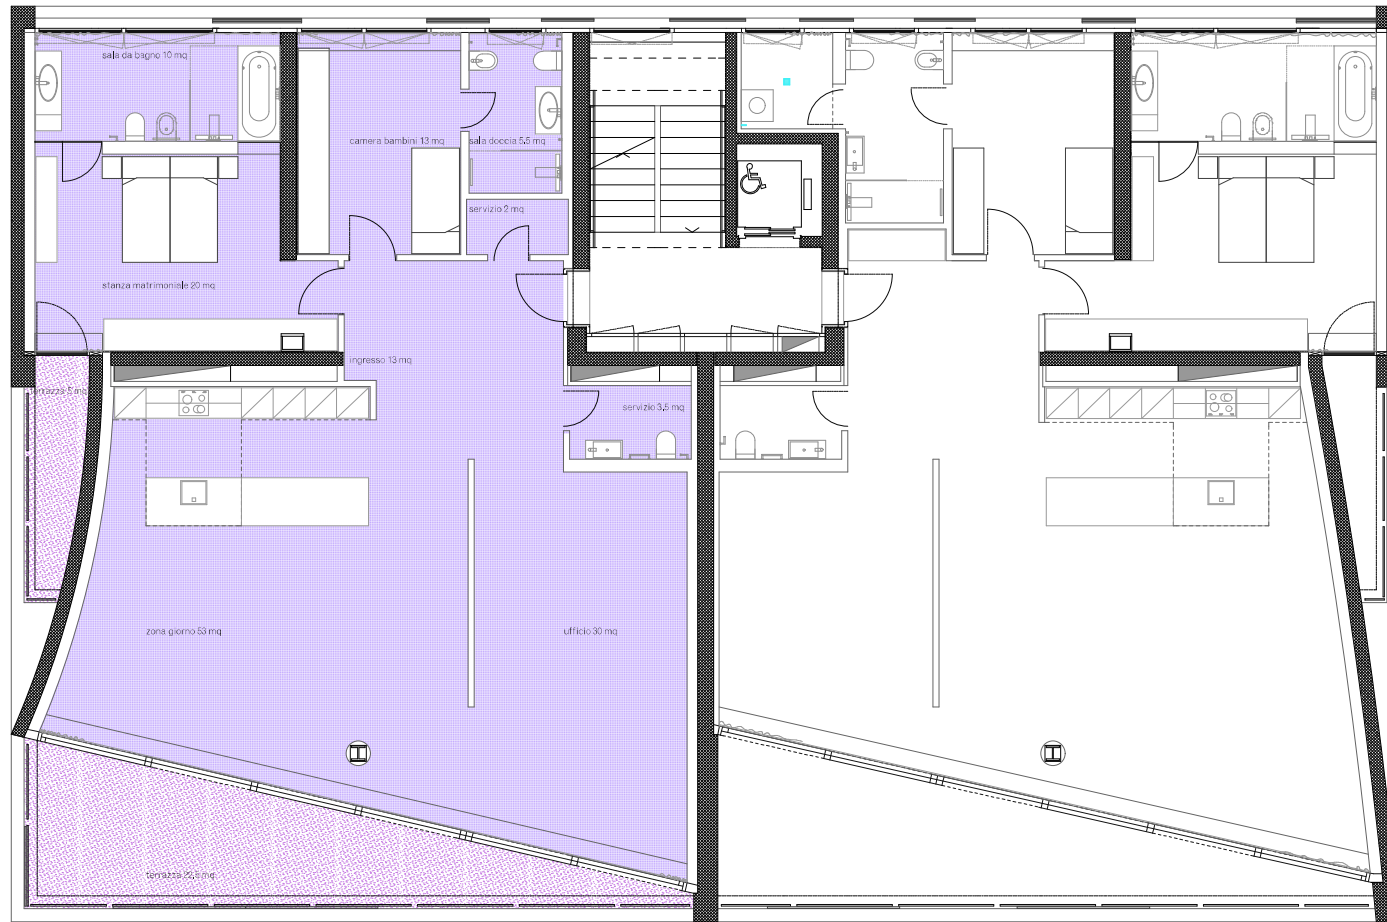 sala da bagno 10 mq
camera bambini 13 mq
sala doccia 5,5 mq
servizio 2 mq
stanza matrimoniale 20 mq
ingresso 13 mq
terrazza 5 mq
servizio 3,5 mq
zona giorno 53 mq
ufficio 30 mq
terrazza 22,5 mq